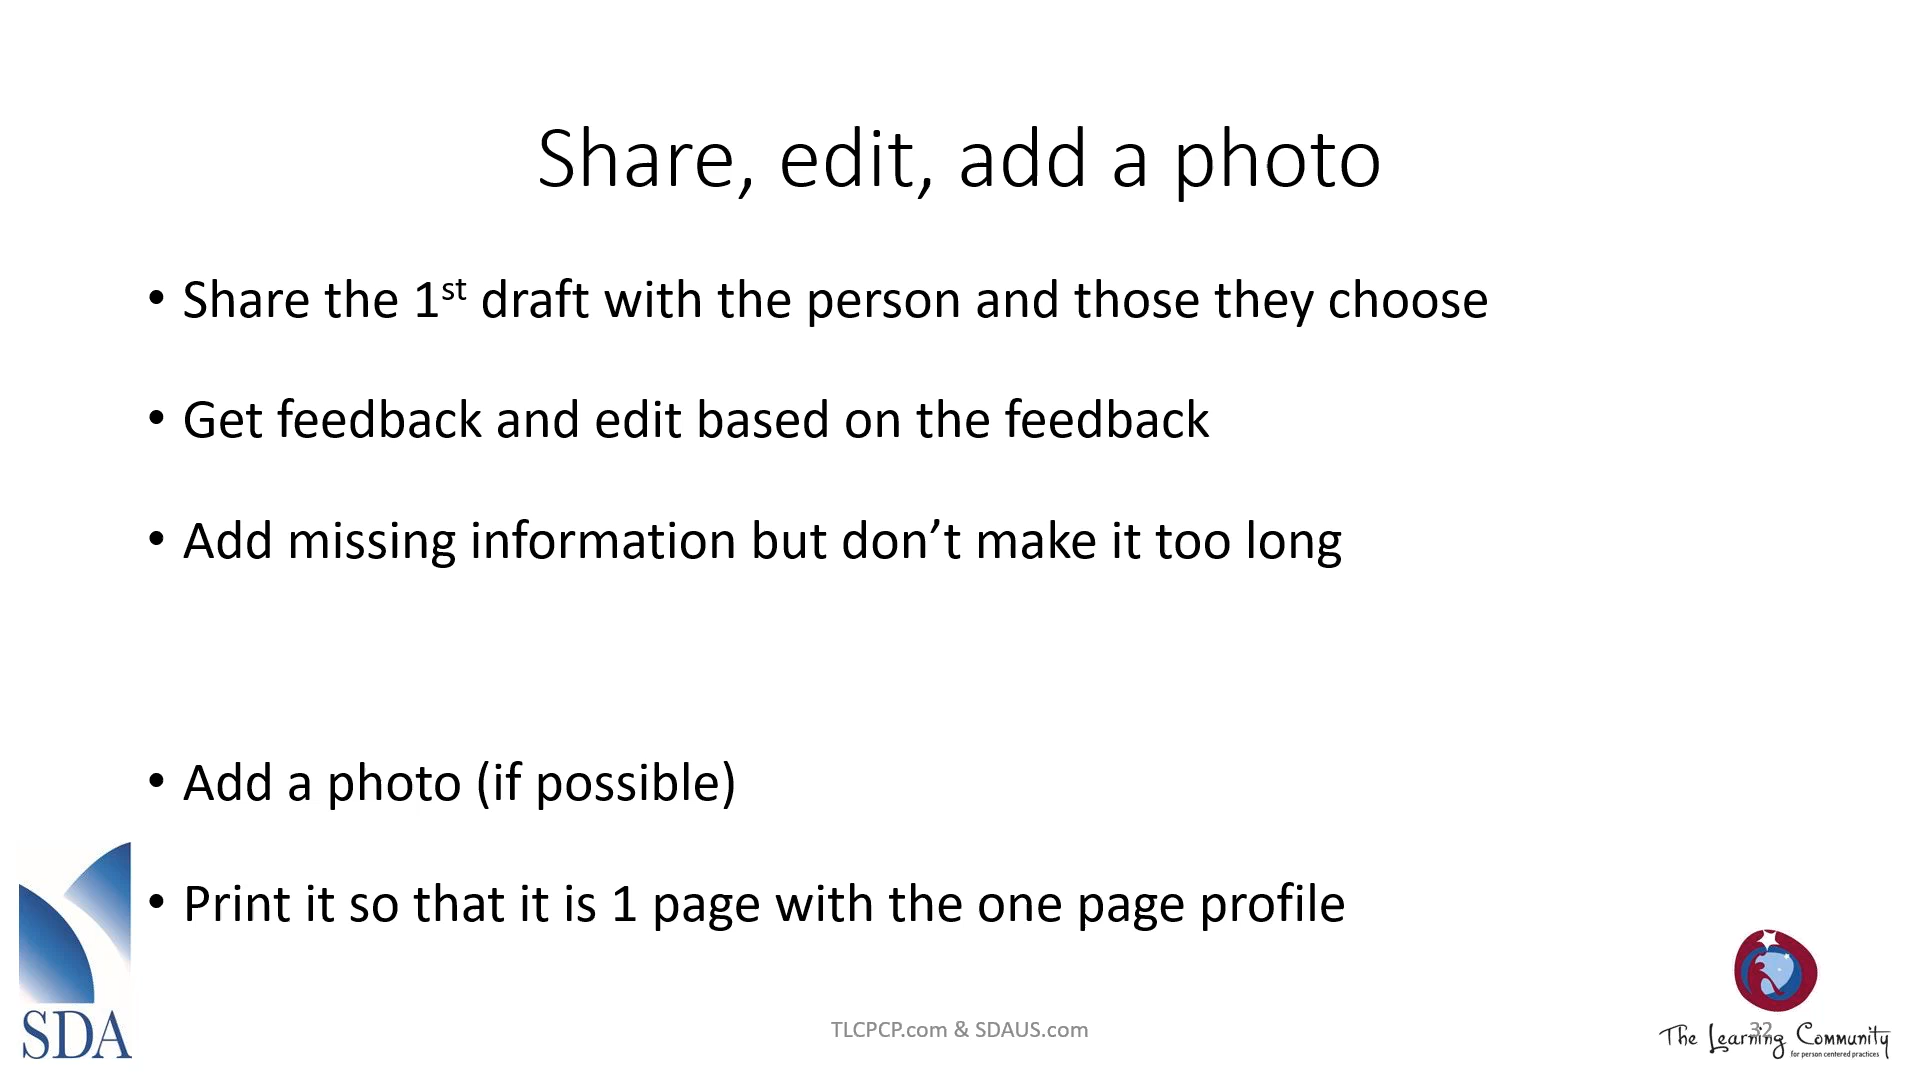 Share, edit, add a photo
• Share the 1st draft with the person and those they choose
• Get feedback and edit based on the feedback
• Add missing information but don’t make it too long
• Add a photo (if possible)
• Print it so that it is 1 page with the one page profile
SDA
TLCPCP.com & SDAUS.com
32
The Learning Community
for person centered practices